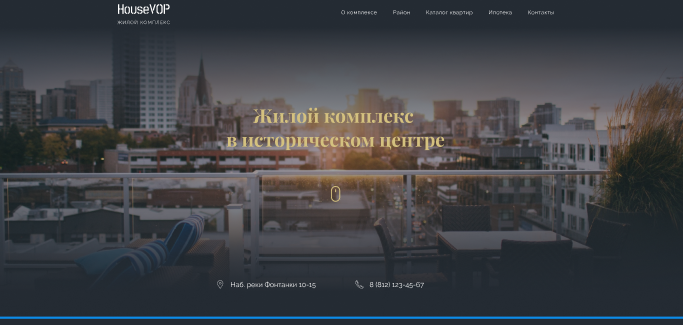 HouseVOP
ЖИЛОЙ КОМПЛЕКС
О комплексе Район Каталог квартир Ипотека Контакты
Жилой комплекс
в историческом центре
Наб. реки Фонтанки 10-15 8 (812) 123-45-67